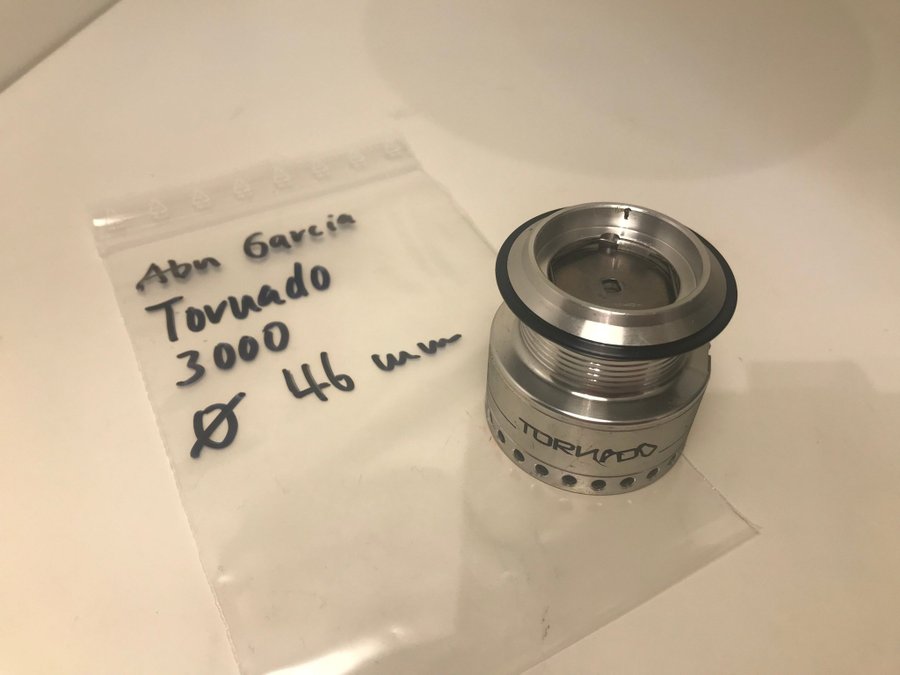 Abu Garcia
Tornado
3000
Ø 46 mm
TORNADO